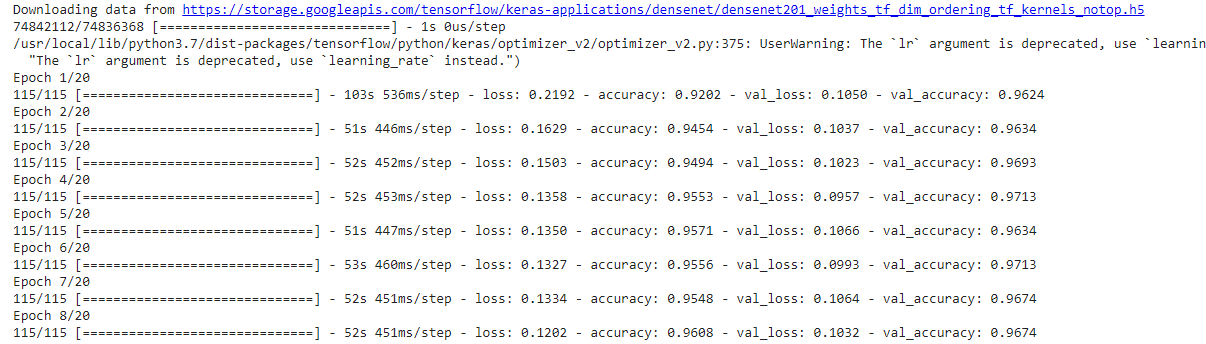 Downloading data from https://storage.googleapis.com/tensorflow/keras-applications/densenet/densenet201_weights_tf_dim_ordering_tf_kernels_notop.h5
74842112/74836368 [==============================] - 1s 0us/step
/usr/local/lib/python3.7/dist-packages/tensorflow/python/keras/optimizer_v2/optimizer_v2.py:375: UserWarning: The `lr` argument is deprecated, use `learnin
"The `lr` argument is deprecated, use `learning_rate` instead.")
Epoch 1/20
115/115 [==============================] - 103s 536ms/step - loss: 0.2192 - accuracy: 0.9202 - val_loss: 0.1050 - val_accuracy: 0.9624
Epoch 2/20
115/115 [==============================] - 51s 446ms/step - loss: 0.1629 - accuracy: 0.9454 - val_loss: 0.1037 - val_accuracy: 0.9634
Epoch 3/20
115/115 [==============================] - 52s 452ms/step - loss: 0.1503 - accuracy: 0.9494 - val_loss: 0.1023 - val_accuracy: 0.9693
Epoch 4/20
115/115 [==============================] - 52s 453ms/step - loss: 0.1358 - accuracy: 0.9553 - val_loss: 0.0957 - val_accuracy: 0.9713
Epoch 5/20
115/115 [==============================] - 51s 447ms/step - loss: 0.1350 - accuracy: 0.9571 - val_loss: 0.1066 - val_accuracy: 0.9634
Epoch 6/20
115/115 [==============================] - 53s 460ms/step - loss: 0.1327 - accuracy: 0.9556 - val_loss: 0.0993 - val_accuracy: 0.9713
Epoch 7/20
115/115 [==============================] - 52s 451ms/step - loss: 0.1334 - accuracy: 0.9548 - val_loss: 0.1064 - val_accuracy: 0.9674
Epoch 8/20
115/115 [==============================] - 52s 451ms/step - loss: 0.1202 - accuracy: 0.9608 - val_loss: 0.1032 - val_accuracy: 0.9674